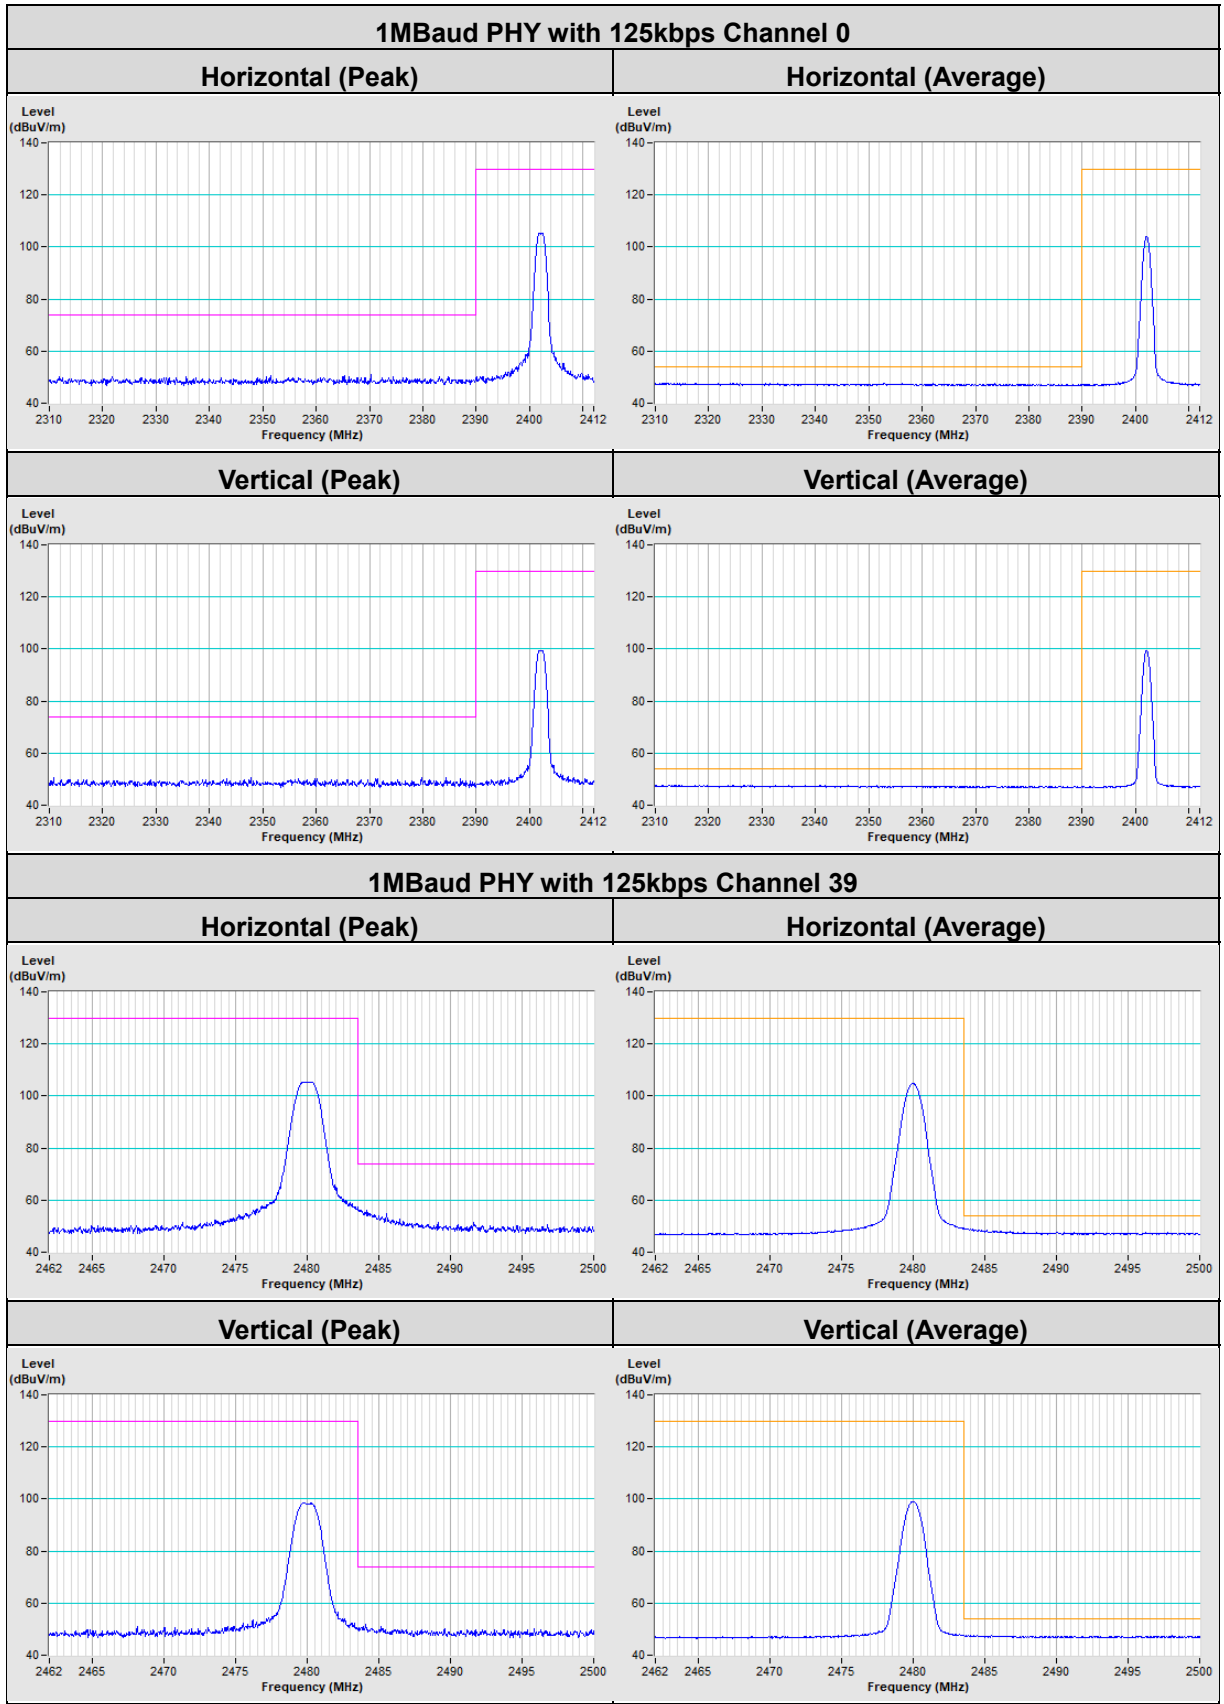 1MBaud PHY with 125kbps Channel 0
Horizontal (Peak)
Horizontal (Average)
Level
(dBuV/m)
140
120
100
80
60
40
2310 2320 2330 2340 2350 2360 2370 2380 2390 2400 2412
Frequency (MHz)
Level
(dBuV/m)
140
120
100
80
60
40
2310 2320 2330 2340 2350 2360 2370 2380 2390 2400 2412
Frequency (MHz)
Vertical (Peak)
Vertical (Average)
Level
(dBuV/m)
140
120
100
80
60
40
2310 2320 2330 2340 2350 2360 2370 2380 2390 2400 2412
Frequency (MHz)
Level
(dBuV/m)
140
120
100
80
60
40
2310 2320 2330 2340 2350 2360 2370 2380 2390 2400 2412
Frequency (MHz)
1MBaud PHY with 125kbps Channel 39
Horizontal (Peak)
Horizontal (Average)
Level
(dBuV/m)
140
120
100
80
60
40
2462 2465 2470 2475 2480 2485 2490 2495 2500
Frequency (MHz)
Level
(dBuV/m)
140
120
100
80
60
40
2462 2465 2470 2475 2480 2485 2490 2495 2500
Frequency (MHz)
Vertical (Peak)
Vertical (Average)
Level
(dBuV/m)
140
120
100
80
60
40
2462 2465 2470 2475 2480 2485 2490 2495 2500
Frequency (MHz)
Level
(dBuV/m)
140
120
100
80
60
40
2462 2465 2470 2475 2480 2485 2490 2495 2500
Frequency (MHz)